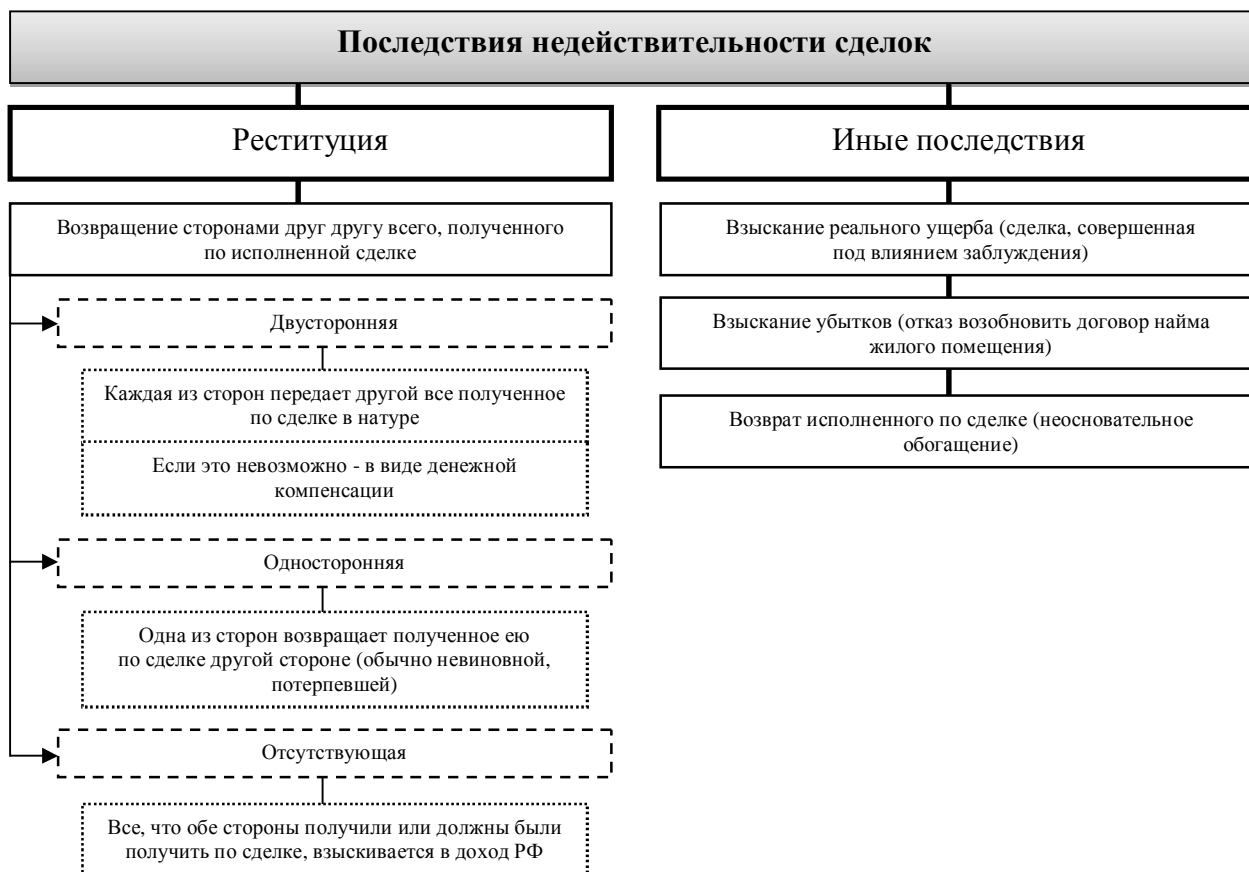 Последствия недействительности сделок
Реституция
Возвращение сторонами друг другу всего, полученного
по исполненной сделке
Двусторонняя
Каждая из сторон передает другой все полученное
по сделке в натуре
Если это невозможно - в виде денежной
компенсации
Односторонняя
Одна из сторон возвращает полученное ею
по сделке другой стороне (обычно невиновной,
потерпевшей)
Отсутствующая
Все, что обе стороны получили или должны были
получить по сделке, взыскивается в доход РФ
Иные последствия
Взыскание реального ущерба (сделка, совершенная
под влиянием заблуждения)
Взыскание убытков (отказ возобновить договор найма
жилого помещения)
Возврат исполненного по сделке (неосновательное
обогащение)